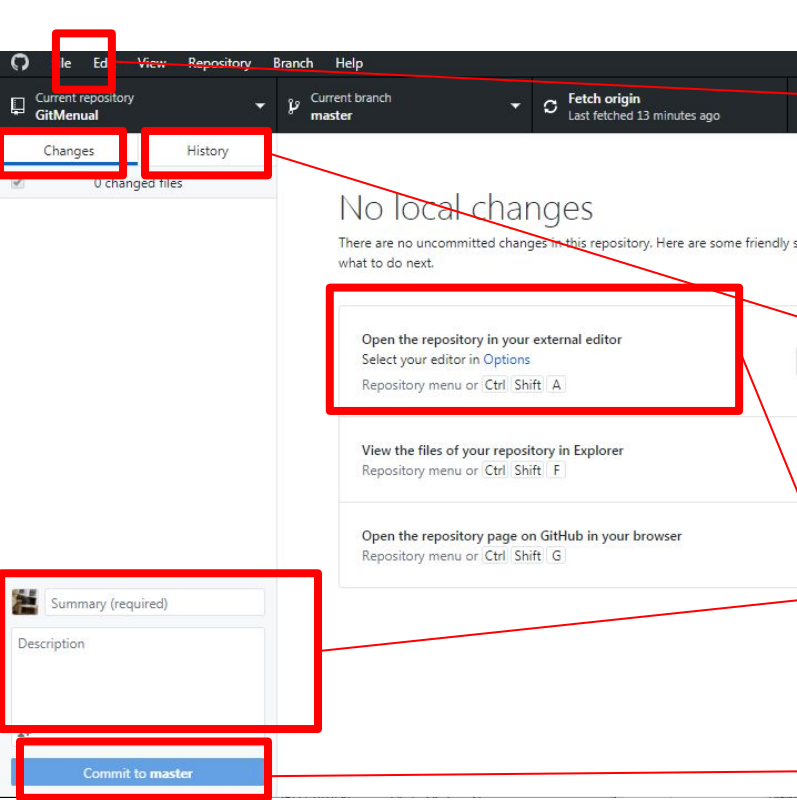 le Ed View Repository Branch Help
Current repository
GitMenual
Current branch
master
Fetch origin
Last fetched 13 minutes ago
Changes
History
0 changed files
No local changes
There are no uncommitted changes in this repository. Here are some friendly s
what to do next.
Open the repository in your external editor
Select your editor in Options
Repository menu or Ctrl Shift A
View the files of your repository in Explorer
Repository menu or Ctrl Shift F
Open the repository page on GitHub in your browser
Repository menu or Ctrl Shift G
Summary (required)
Description
Commit to master